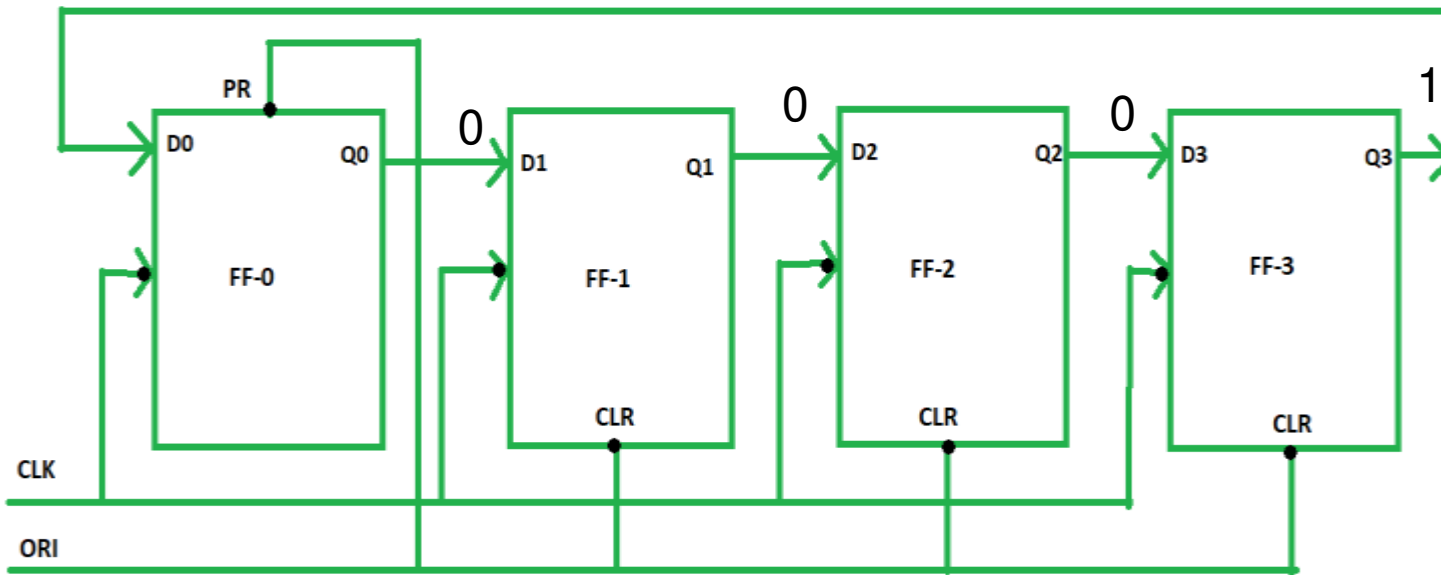 PR
0
0
0
1
D0
Q0
D1
Q1
D2
Q2
D3
Q3
FF-0
FF-1
FF-2
FF-3
CLR
CLR
CLR
CLK
ORI